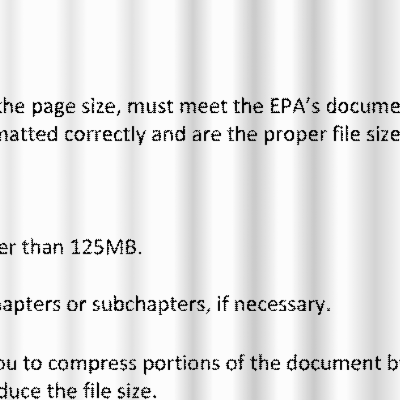 the page size, must meet the EPA's docume
matted correctly and are the proper file size
er than 125MB.
apters or subchapters, if necessary.
ou to compress portions of the document b
duce the file size.